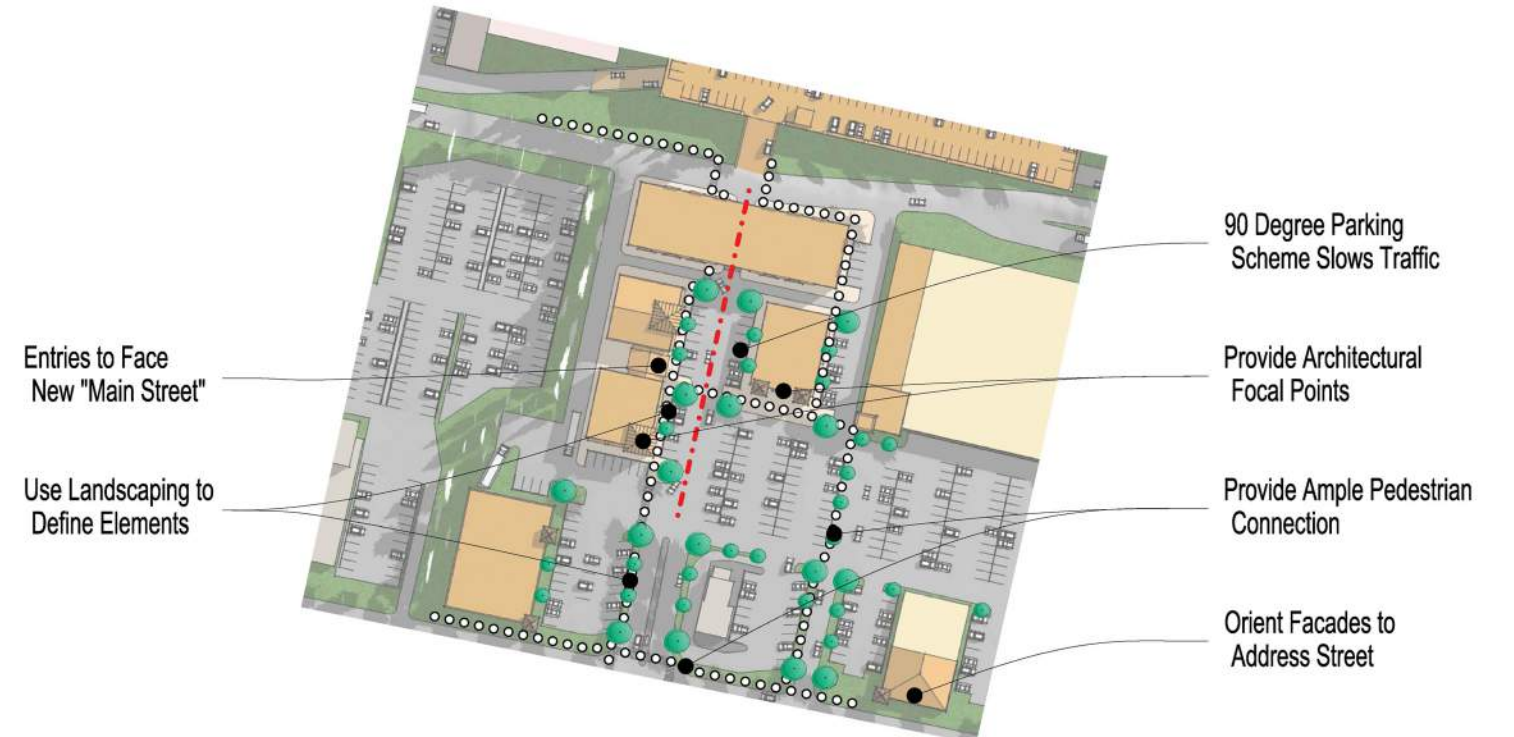 90 Degree Parking
Scheme Slows Traffic
Entries to Face
New "Main Street"
Provide Architectural
Focal Points
Use Landscaping to
Define Elements
Provide Ample Pedestrian
Connection
Orient Facades to
Address Street